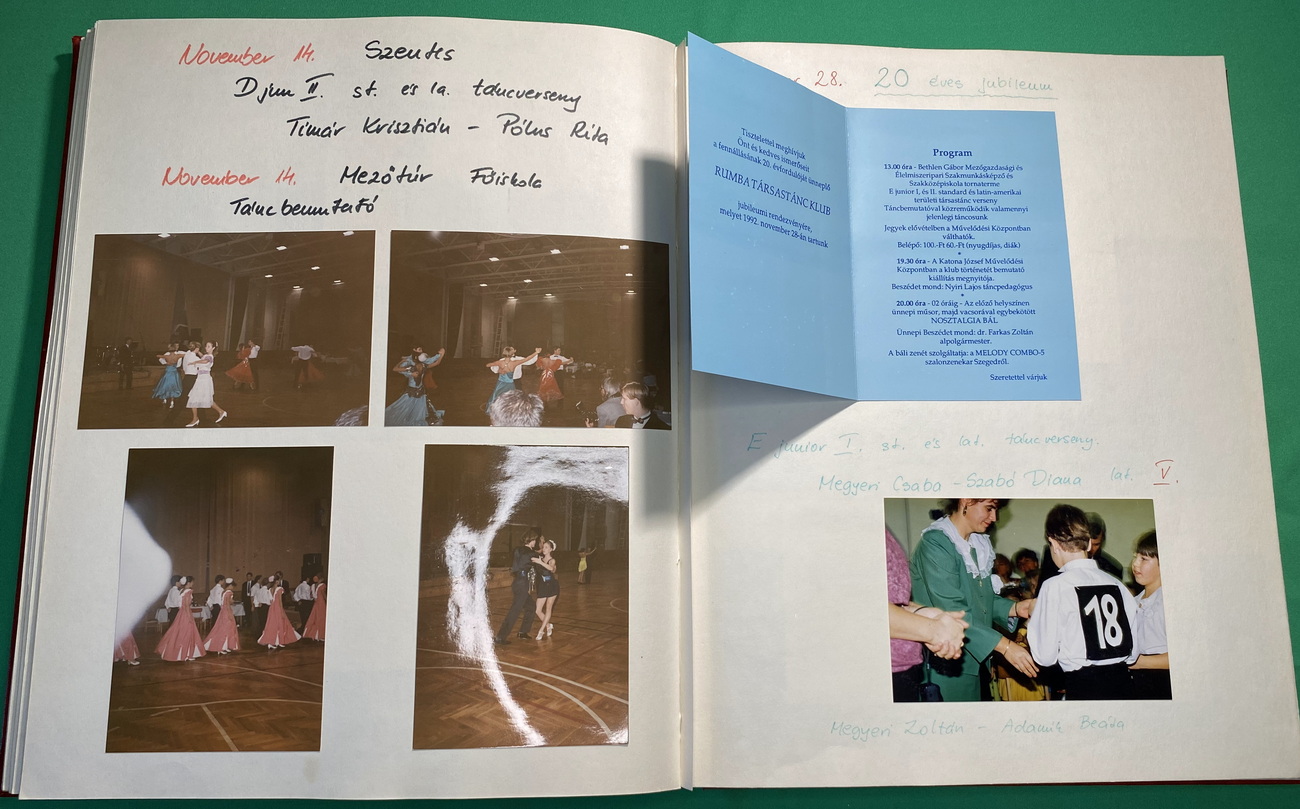 November 14. Szentes
D jun II. st. és la. táncverseny
Timár Krisztián - Pólus Rita
November 14. Mezőtúr Főiskola
Táncbemutató
28. 20 éves jubileum
Tisztelettel meghívjuk
Önt és kedves ismerőseit
a fennállásának 20. évfordulóját ünneplő
RUMBA TÁRSASTÁNC KLUB
jubileumi rendezvényére,
melyet 1992. november 28-án tartunk
Program
13.00 óra - Bethlen Gábor Mezőgazdasági és
Élelmiszeripari Szakmunkásképző és
Szakközépiskola tornaterme
E junior I, és II. standard és latin-amerikai
területi társastánc verseny
Táncbemutatóval közreműködik valamennyi
jelenlegi táncosunk
Jegyek elővételben a Művelődési Központban
válthatók.
Belépő: 100.-Ft 60.-Ft (nyugdíjas, diák)
*
19.30 óra - A Katona József Művelődési
Központban a klub történetét bemutató
kiállítás megnyitója.
Beszédet mond: Nyiri Lajos táncpedagógus
*
20.00 óra - 02 óráig - Az előző helyszínen
ünnepi műsor, majd vacsorával egybekötött
NOSZTALGIA BÁL
Ünnepi Beszédet mond: dr. Farkas Zoltán
alpolgármester.
A báli zenét szolgáltatja: a MELODY COMBO-5
szalonzenekar Szegedről.
Szeretettel várjuk
E junior I. st. és lat. táncverseny.
Megyeri Csaba - Szabó Diana lat. V.
18
Megyeri Zoltán - Adamik Beáta